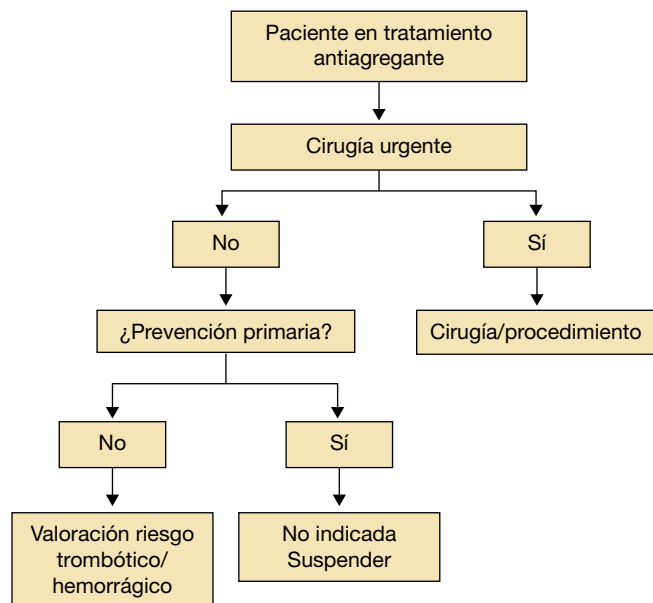 Paciente en tratamiento
antiagregante
Cirugía urgente
No
Sí
¿Prevención primaria?
Cirugía/procedimiento
No
Sí
Valoración riesgo
trombótico/
hemorrágico
No indicada
Suspender